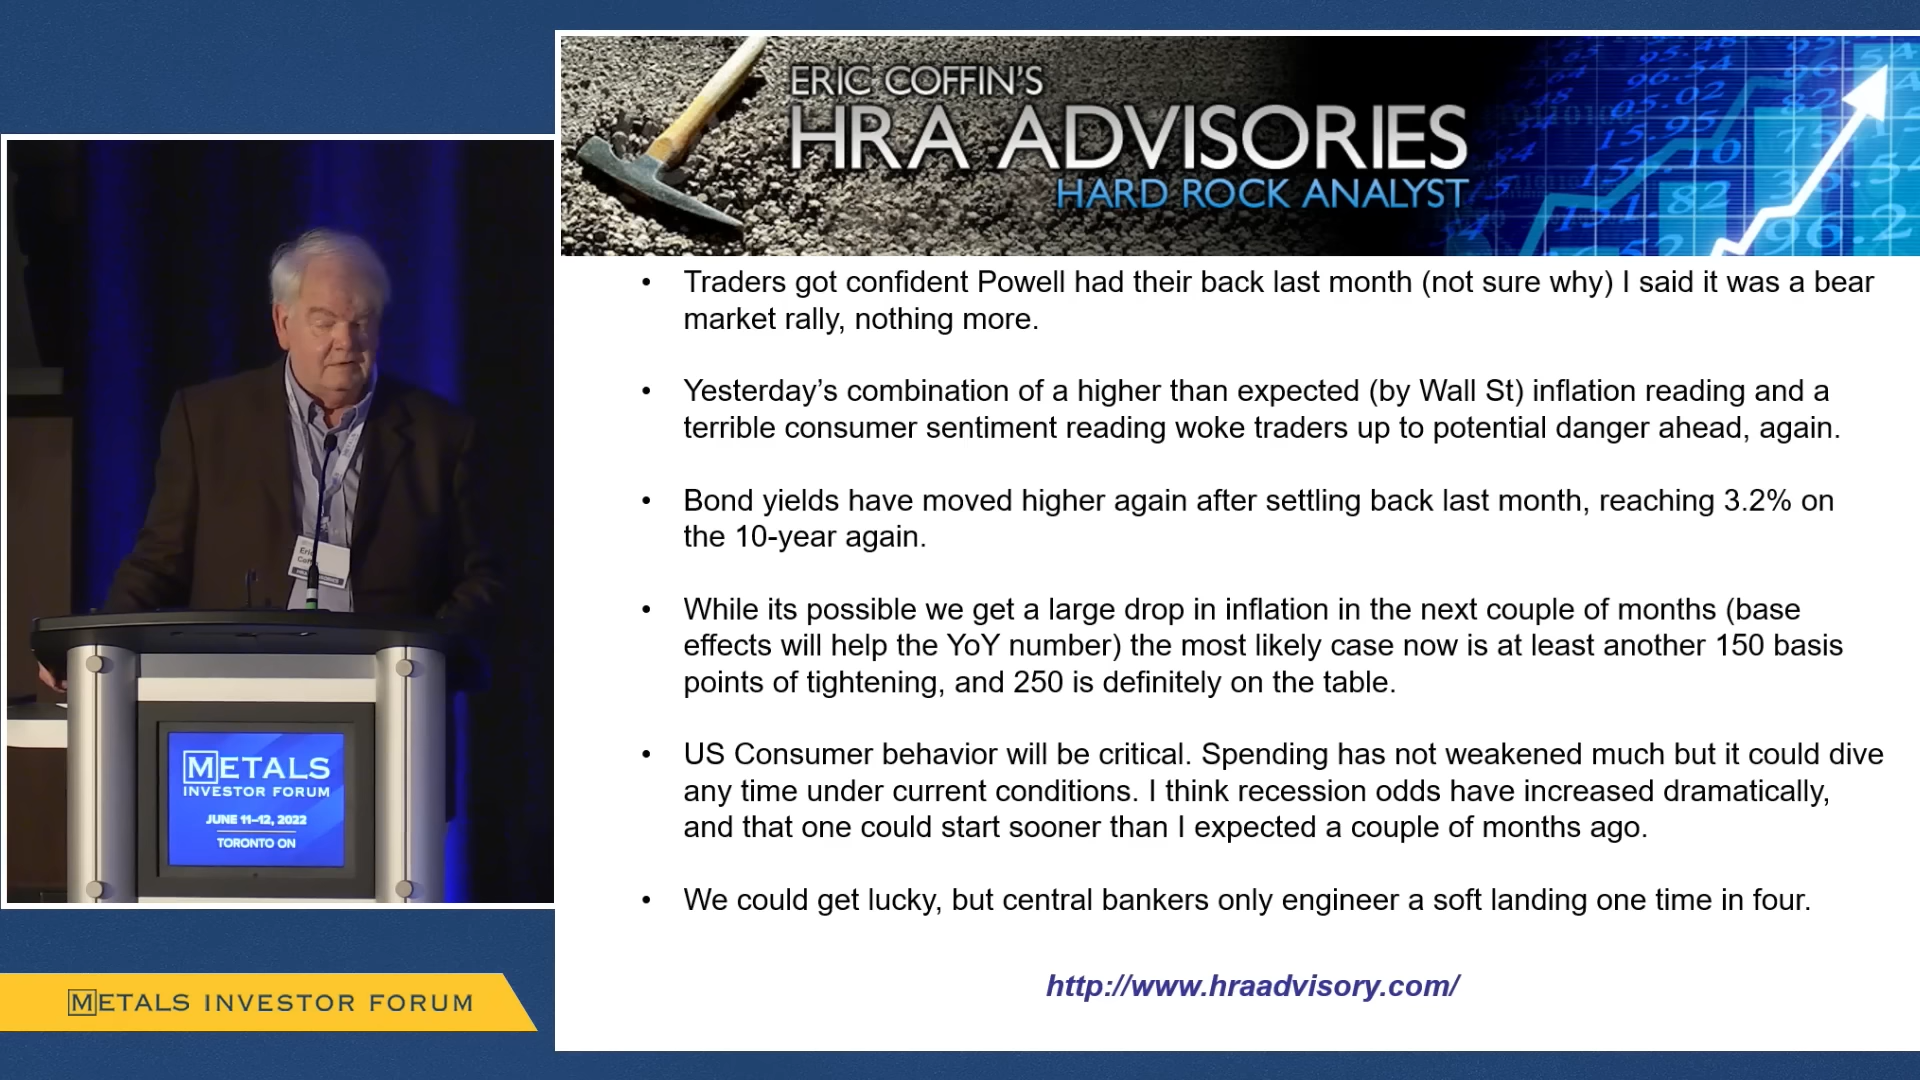 ERIC COFFIN'S
HRA ADVISORIES
HARD ROCK ANALYST
• Traders got confident Powell had their back last month (not sure why) I said it was a bear
market rally, nothing more.
• Yesterday’s combination of a higher than expected (by Wall St) inflation reading and a
terrible consumer sentiment reading woke traders up to potential danger ahead, again.
• Bond yields have moved higher again after settling back last month, reaching 3.2% on
the 10-year again.
• While its possible we get a large drop in inflation in the next couple of months (base
effects will help the YoY number) the most likely case now is at least another 150 basis
points of tightening, and 250 is definitely on the table.
• US Consumer behavior will be critical. Spending has not weakened much but it could dive
any time under current conditions. I think recession odds have increased dramatically,
and that one could start sooner than I expected a couple of months ago.
• We could get lucky, but central bankers only engineer a soft landing one time in four.
http://www.hraadvisory.com/
METALS
INVESTOR FORUM
JUNE 11–12, 2022
TORONTO ON
METALS INVESTOR FORUM